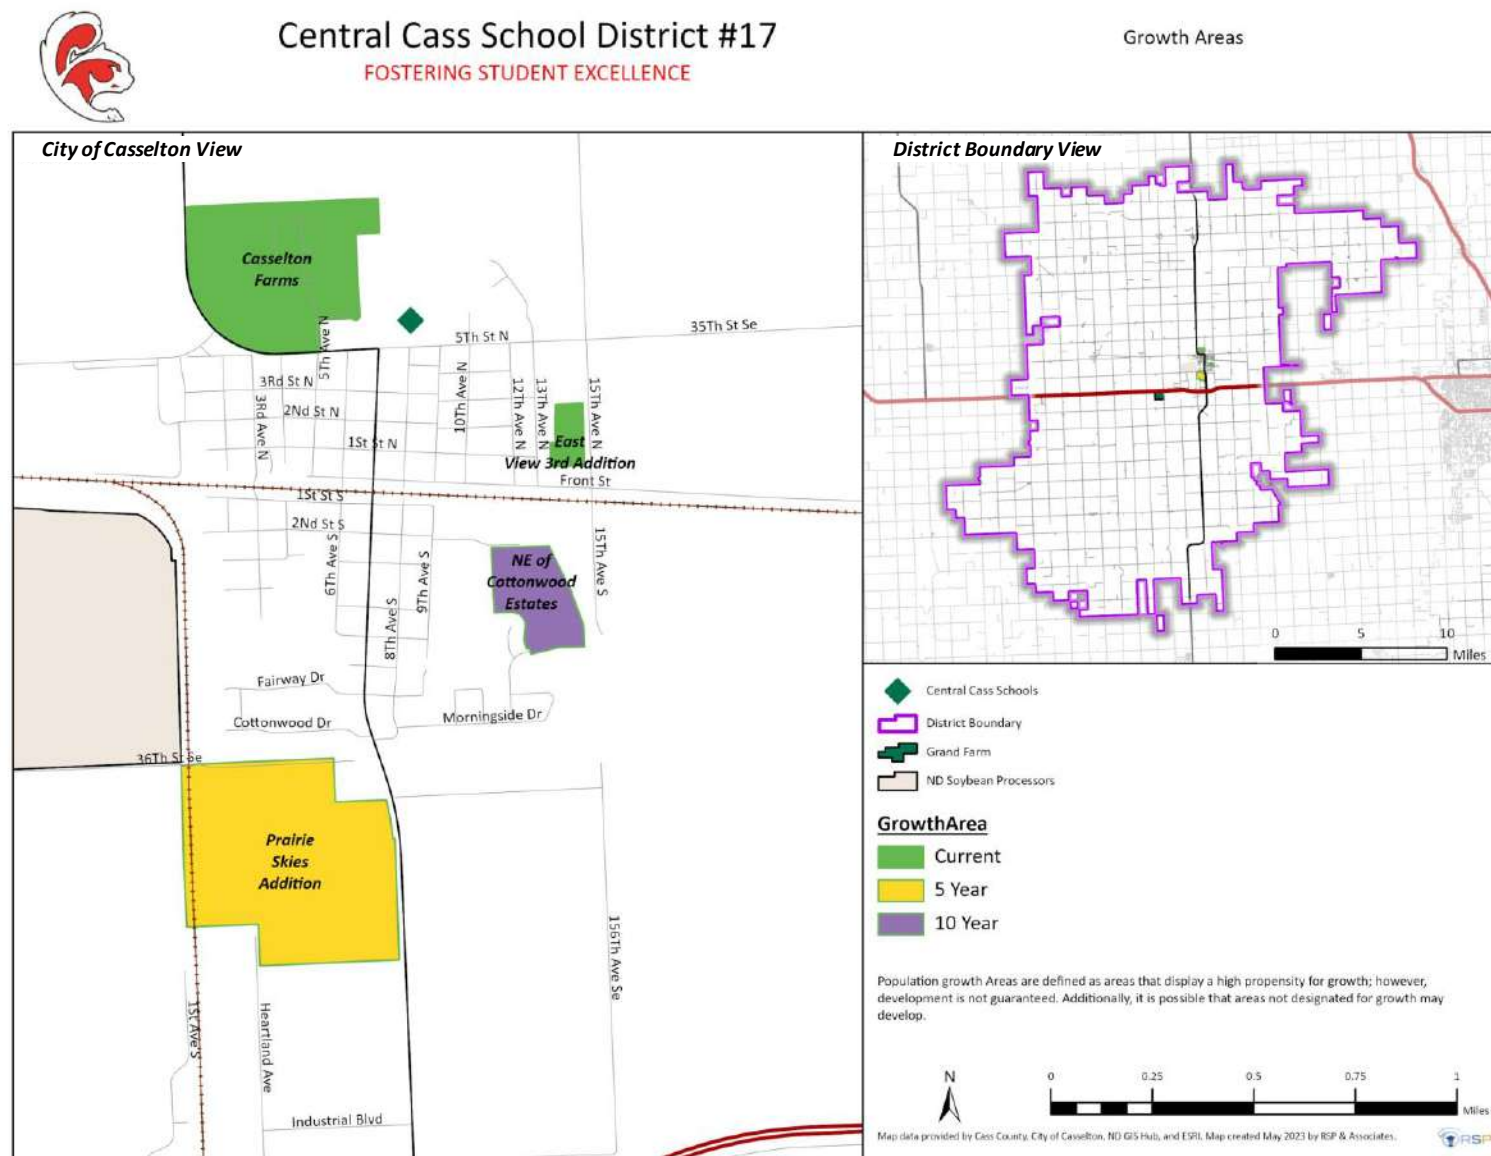 Central Cass School District #17
FOSTERING STUDENT EXCELLENCE
Growth Areas
City of Casselton View
Casselton
Farms
5Th Ave N
5Th St N
35Th St Se
3Rd St N
3Rd Ave N
2Nd St N
1St St N
10Th Ave N
12Th Ave N
13Th Ave N
15Th Ave N
East
View 3rd Addition
Front St
1St St S
2Nd St S
6Th Ave S
9Th Ave S
8Th Ave S
15Th Ave S
NE of
Cottonwood
Estates
Fairway Dr
Cottonwood Dr
Morningside Dr
36Th St Se
Prairie
Skies
Addition
156Th Ave Se
1St Ave S
Heartland Ave
Industrial Blvd
District Boundary View
0 5 10
Miles
Central Cass Schools
District Boundary
Grand Farm
ND Soybean Processors
GrowthArea
Current
5 Year
10 Year
Population growth Areas are defined as areas that display a high propensity for growth; however,
development is not guaranteed. Additionally, it is possible that areas not designated for growth may
develop.
N
0 0.25 0.5 0.75 1
Miles
Map data provided by Cass County, City of Casselton, ND GIS Hub, and ESRI. Map created May 2023 by RSP & Associates.
RSP